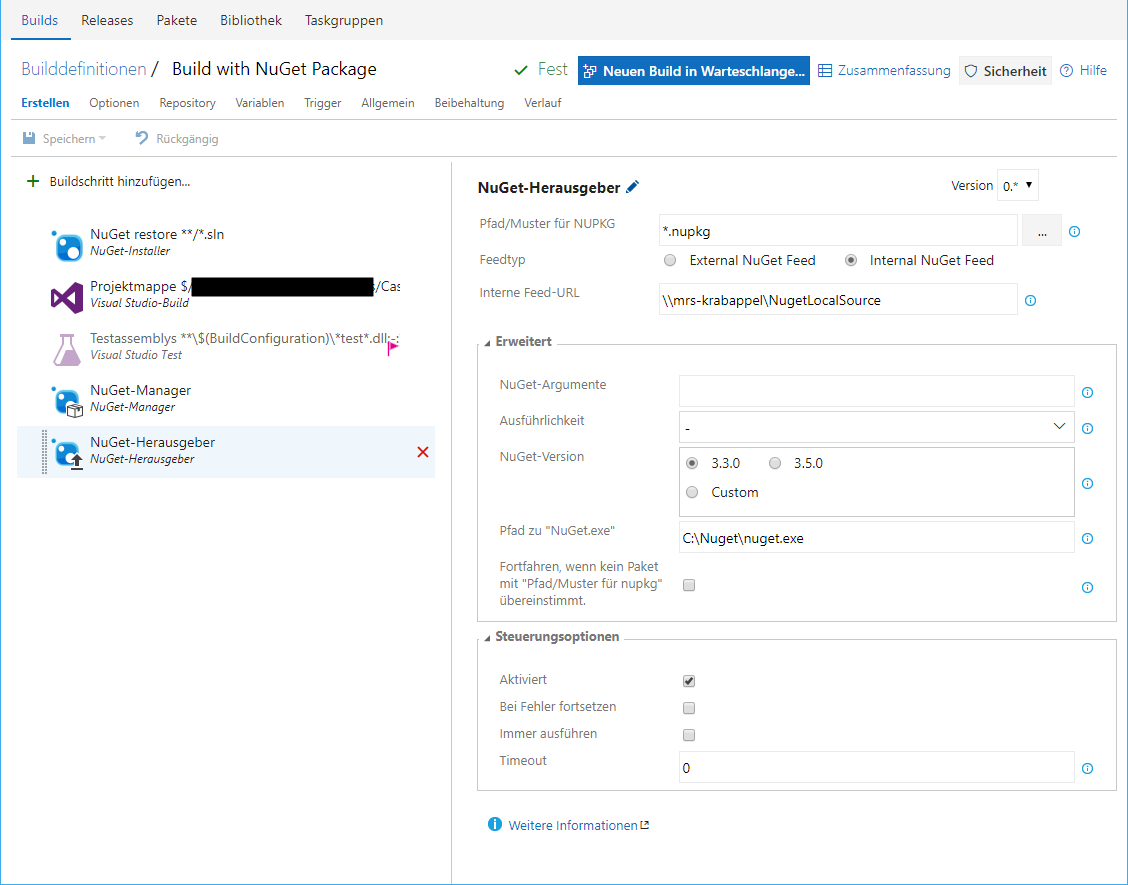 Builds Releases Pakete Bibliothek Taskgruppen
Builddefinitionen / Build with NuGet Package
Fest Neuen Build in Warteschlange... Zusammenfassung Sicherheit Hilfe
Erstellen Optionen Repository Variablen Trigger Allgemein Beibehaltung Verlauf
Speichern Rückgängig
Buildschritt hinzufügen...
NuGet restore **/*.sln
NuGet-Installer
Projektmappe $/ /Cas
Visual Studio-Build
Testassemblys **\$(BuildConfiguration)\*test*.dll;-:
Visual Studio Test
NuGet-Manager
NuGet-Manager
NuGet-Herausgeber
NuGet-Herausgeber
NuGet-Herausgeber Version 0.*
Pfad/Muster für NUPKG *.nupkg ...
Feedtyp External NuGet Feed Internal NuGet Feed
Interne Feed-URL \\mrs-krabappel\NugetLocalSource
Erweitert
NuGet-Argumente
Ausführlichkeit -
NuGet-Version 3.3.0 3.5.0
Custom
Pfad zu "NuGet.exe" C:\Nuget\nuget.exe
Fortfahren, wenn kein Paket
mit "Pfad/Muster für nupkg"
übereinstimmt.
Steuerungsoptionen
Aktiviert
Bei Fehler fortsetzen
Immer ausführen
Timeout 0
Weitere Informationen